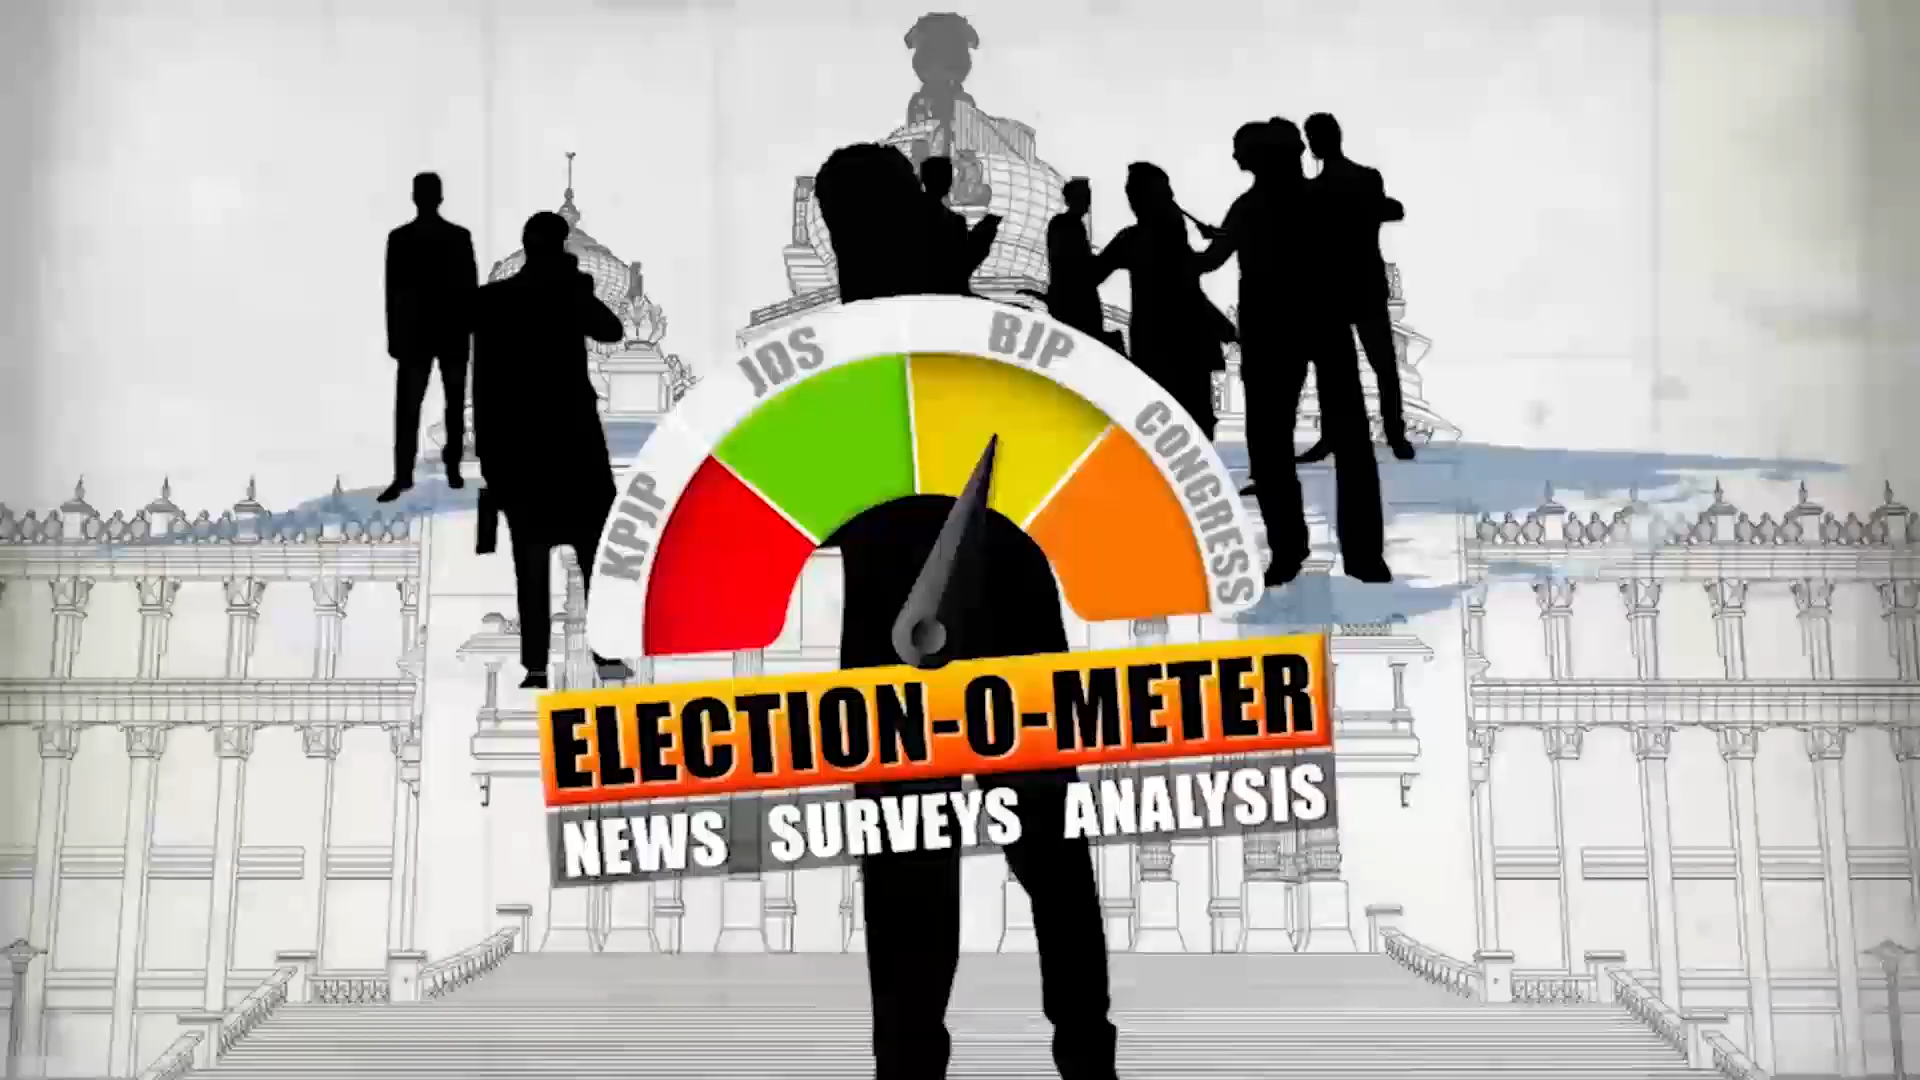 KPJP
JDS
BJP
CONGRESS
ELECTION-O-METER
NEWS SURVEYS ANALYSIS